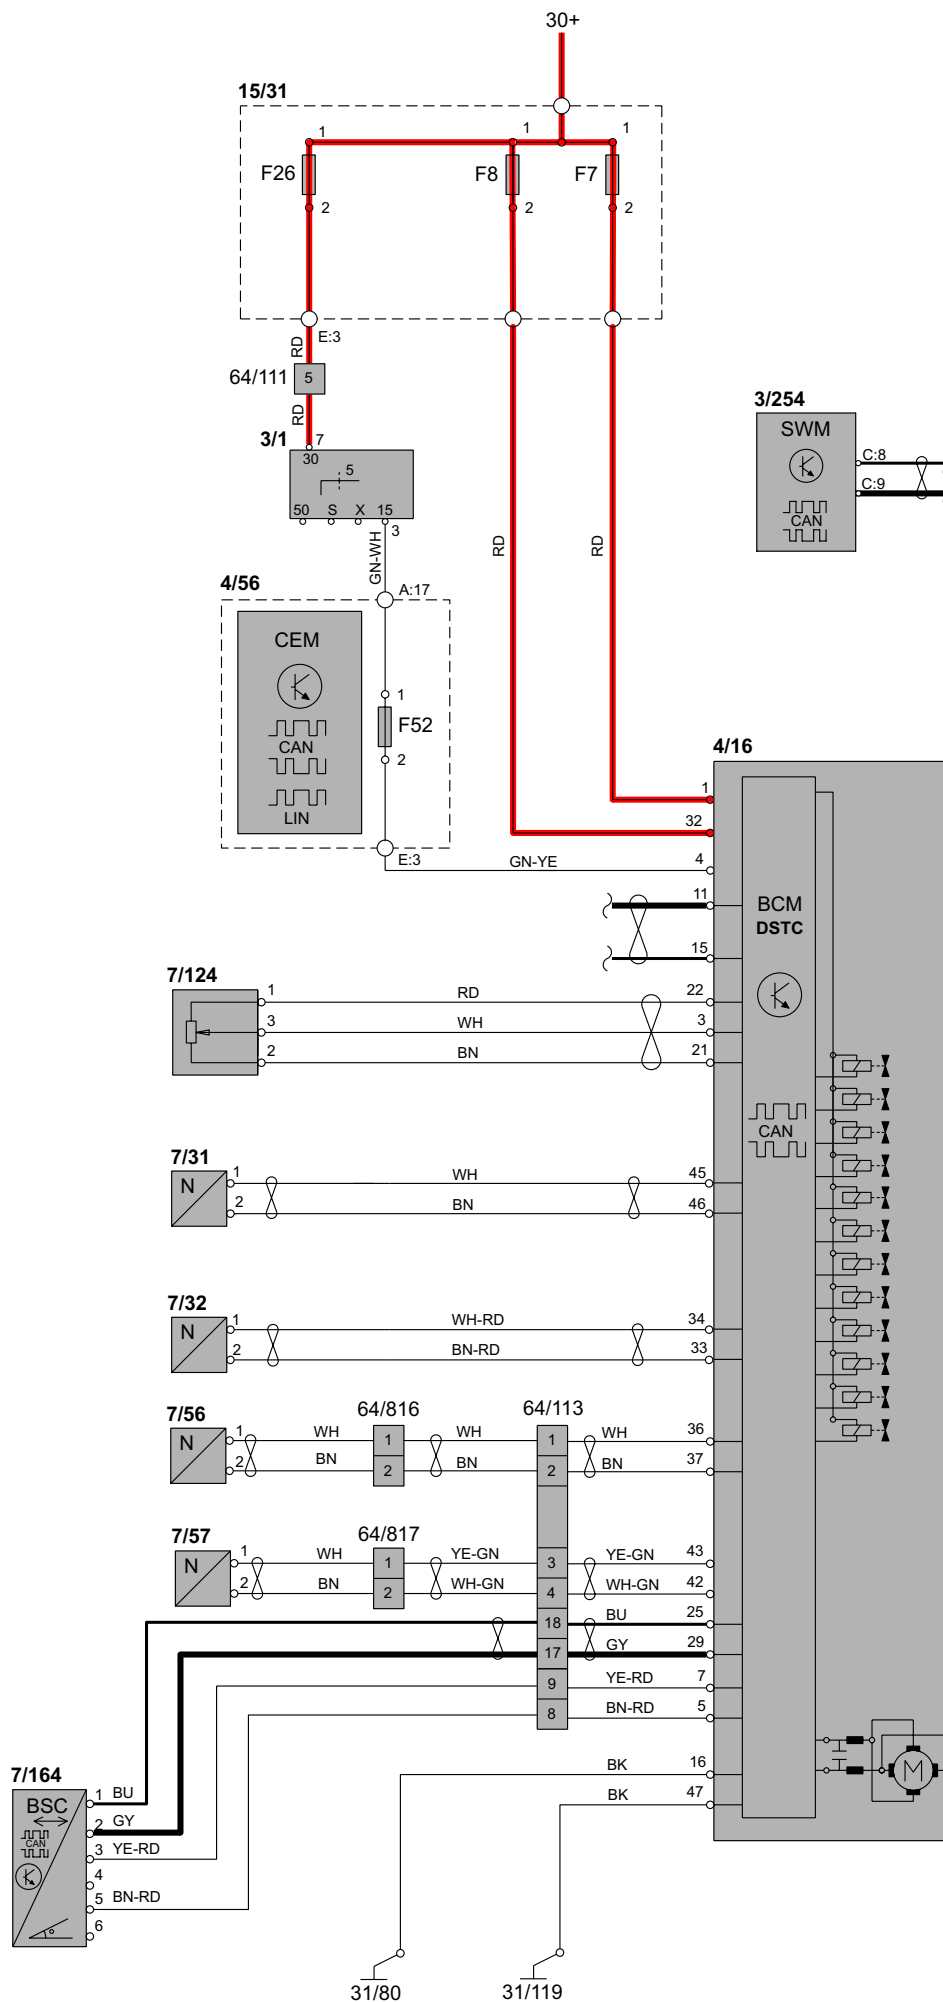 30+
15/31
1 1 1
F26 F8 F7
2 2 2
E:3
RD
64/111 5
RD
3/1 7
30
5
50 S X 15
3
GN-WH
RD RD
3/254
SWM
CAN
C:8
C:9
4/56
A:17
CEM
CAN
LIN
1
F52
2
E:3
GN-YE
4/16
1
32
4
11
15
BCM
DSTC
CAN
7/124
1 RD 22
3 WH 3
2 BN 21
7/31
N
1 WH 45
2 BN 46
7/32
N
1 WH-RD 34
2 BN-RD 33
7/56 64/816 64/113
N
1 WH 1 WH 1 WH 36
2 BN 2 BN 2 BN 37
7/57 64/817
N
1 WH 1 YE-GN 3 YE-GN 43
2 BN 2 WH-GN 4 WH-GN 42
18 BU 25
17 GY 29
9 YE-RD 7
8 BN-RD 5
BK 16
BK 47
M
7/164
BSC
CAN
1 BU
2 GY
3 YE-RD
4
5 BN-RD
6
31/80 31/119